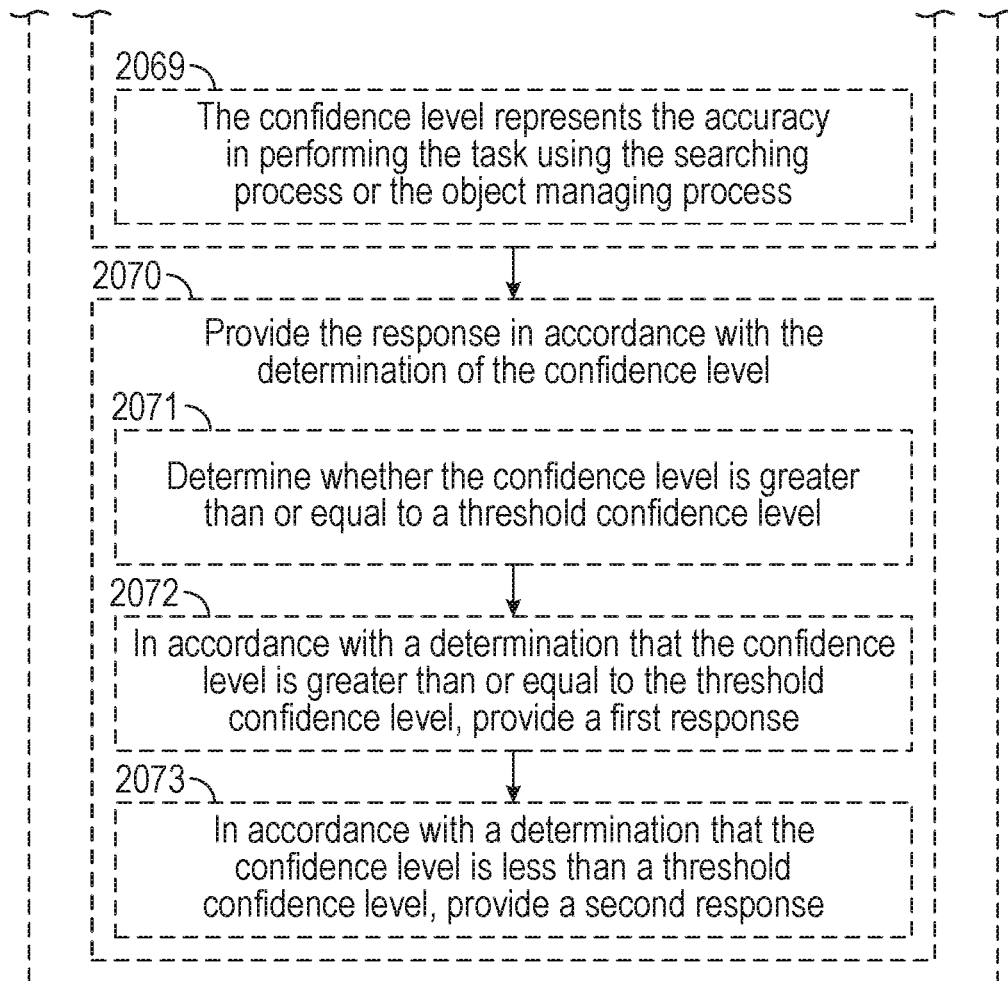 2069
The confidence level represents the accuracy
in performing the task using the searching
process or the object managing process
2070
Provide the response in accordance with the
determination of the confidence level
2071
Determine whether the confidence level is greater
than or equal to a threshold confidence level
2072
In accordance with a determination that the confidence
level is greater than or equal to the threshold
confidence level, provide a first response
2073
In accordance with a determination that the
confidence level is less than a threshold
confidence level, provide a second response